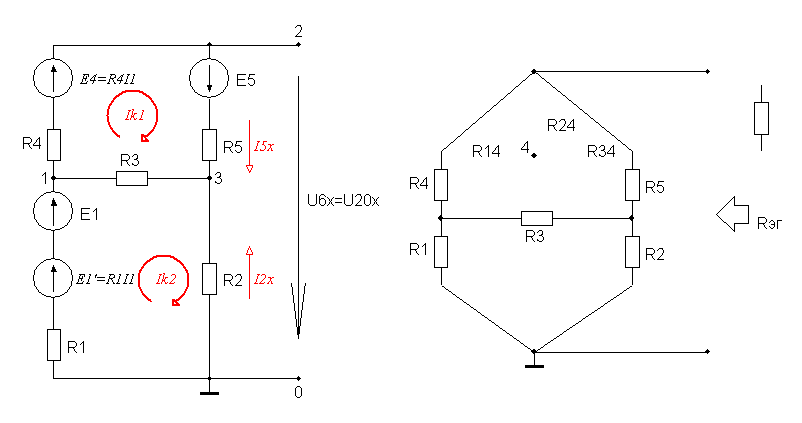 2
E4=R4I1
E5
Ik1
R4
R5
I5x
R3
1
3
E1
U6x=U20x
E1'=R1I1
Ik2
R2
I2x
R1
0
R14
R24
4
R34
R4
R5
R3
Rэг
R1
R2